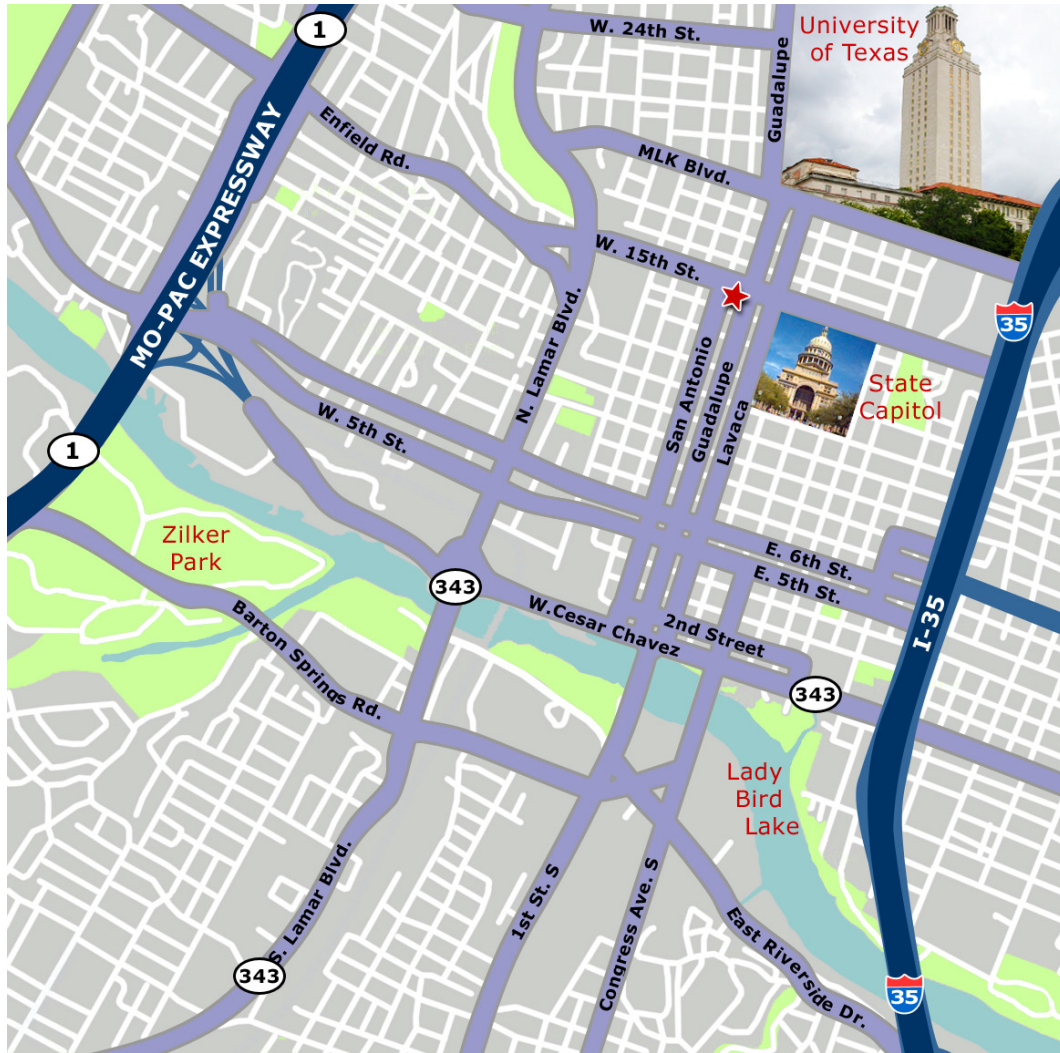 1
W. 24th St.
Guadalupe
University
of Texas
Enfield Rd.
MLK Blvd.
MO-PAC EXPRESSWAY
W. 15th St.
35
N. Lamar Blvd.
San Antonio
Guadalupe
Lavaca
State
Capitol
W. 5th St.
1
Zilker
Park
E. 6th St.
E. 5th St.
343
W.Cesar Chavez
2nd Street
I-35
Barton Springs Rd.
343
Lady
Bird
Lake
S. Lamar Blvd.
1st St. S
Congress Ave. S
East Riverside Dr.
343
35